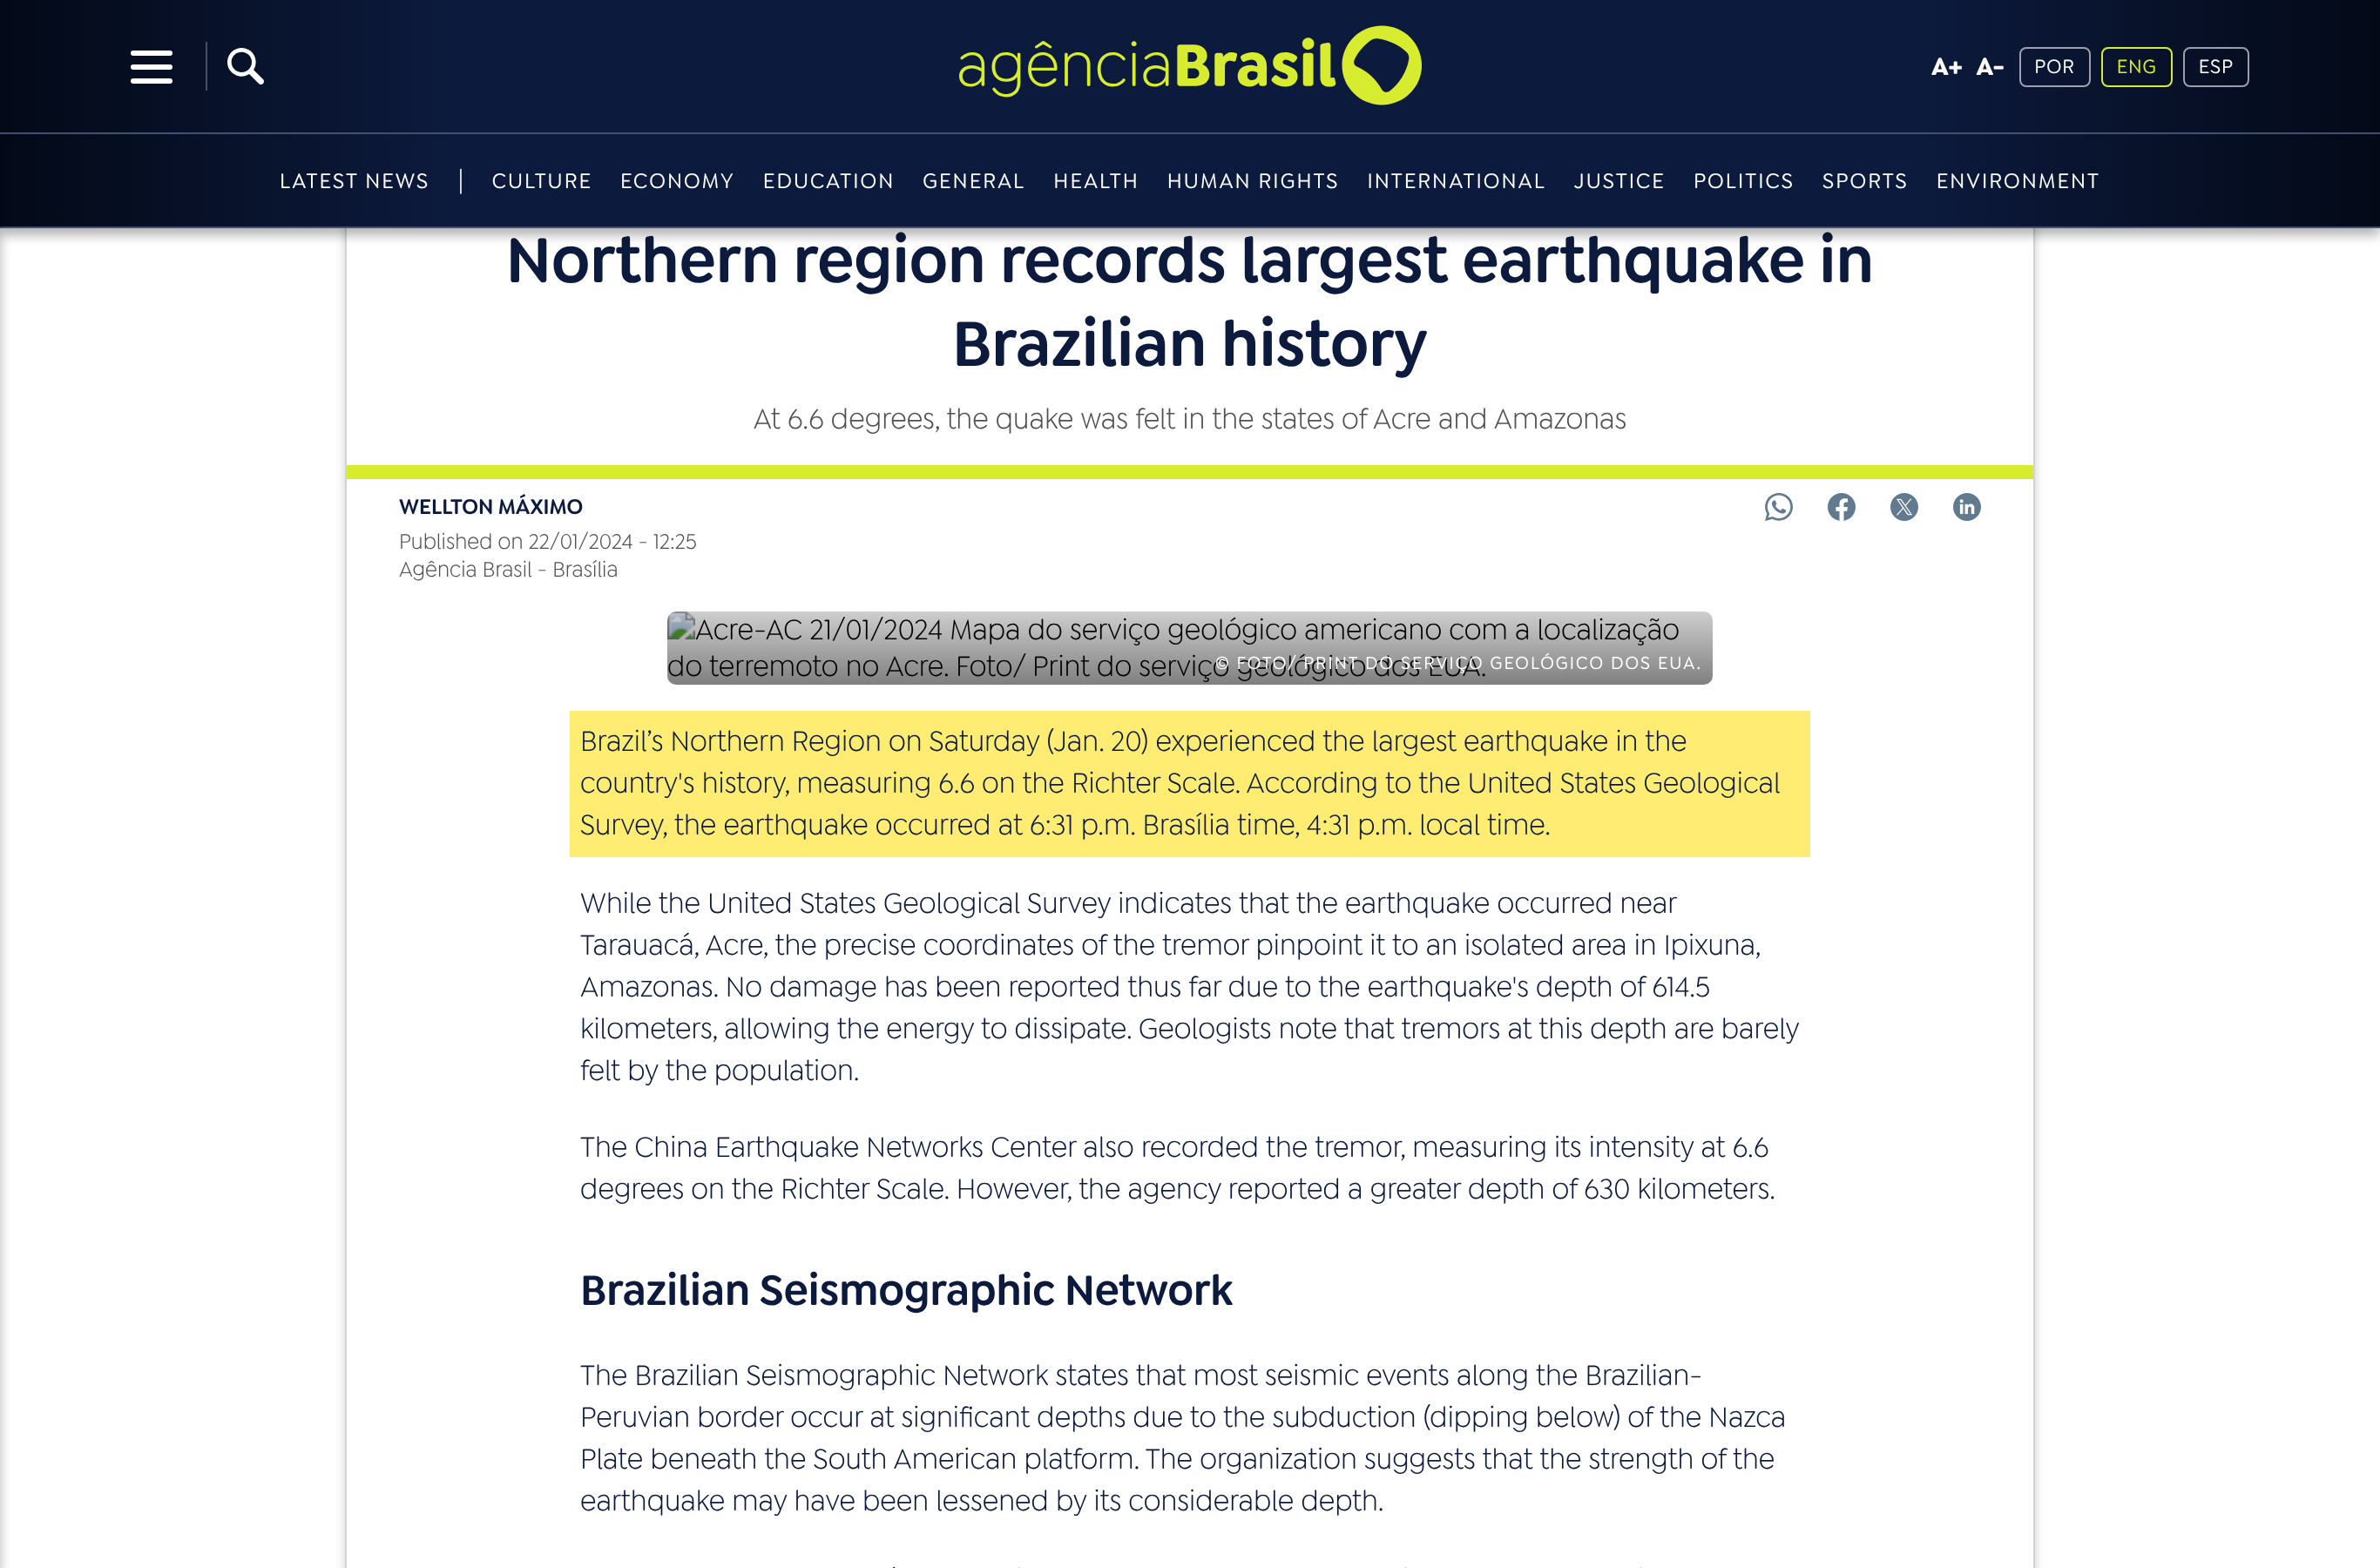 agênciaBrasil
A+ A- POR ENG ESP
LATEST NEWS | CULTURE ECONOMY EDUCATION GENERAL HEALTH HUMAN RIGHTS INTERNATIONAL JUSTICE POLITICS SPORTS ENVIRONMENT
Northern region records largest earthquake in
Brazilian history
At 6.6 degrees, the quake was felt in the states of Acre and Amazonas
WELLTON MÁXIMO
Published on 22/01/2024 - 12:25
Agência Brasil - Brasília
Acre-AC 21/01/2024 Mapa do serviço geológico americano com a localização
do terremoto no Acre. Foto/ Print do serviço geológico dos EUA.
© FOTO/ PRINT DO SERVIÇO GEOLÓGICO DOS EUA.
Brazil’s Northern Region on Saturday (Jan. 20) experienced the largest earthquake in the
country's history, measuring 6.6 on the Richter Scale. According to the United States Geological
Survey, the earthquake occurred at 6:31 p.m. Brasília time, 4:31 p.m. local time.
While the United States Geological Survey indicates that the earthquake occurred near
Tarauacá, Acre, the precise coordinates of the tremor pinpoint it to an isolated area in Ipixuna,
Amazonas. No damage has been reported thus far due to the earthquake's depth of 614.5
kilometers, allowing the energy to dissipate. Geologists note that tremors at this depth are barely
felt by the population.
The China Earthquake Networks Center also recorded the tremor, measuring its intensity at 6.6
degrees on the Richter Scale. However, the agency reported a greater depth of 630 kilometers.
Brazilian Seismographic Network
The Brazilian Seismographic Network states that most seismic events along the Brazilian-
Peruvian border occur at significant depths due to the subduction (dipping below) of the Nazca
Plate beneath the South American platform. The organization suggests that the strength of the
earthquake may have been lessened by its considerable depth.